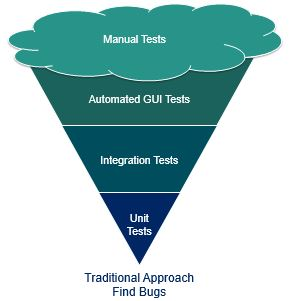 Manual Tests
Automated GUI Tests
Integration Tests
Unit
Tests
Traditional Approach
Find Bugs